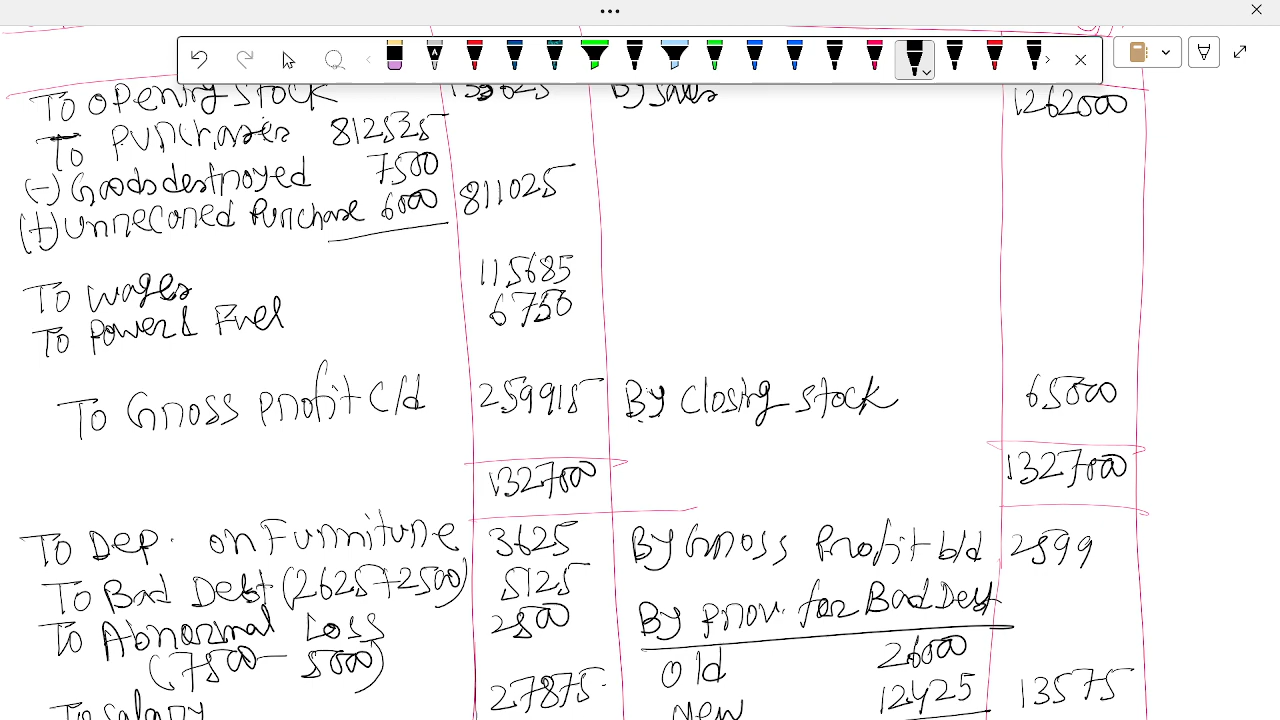 To opening stock By sales 1262000
To purchases 812525
(-) Goods destroyed 7500
(+) unreconed purchase 6000 811025
To wages 115685
To power & Fuel 6750
To Gross profit c/d 259915 By closing stock 65000
1327000 1327000
To Dep. on Furniture 3625 By Gross Profit b/d 2599
To Bad Debt (2625+2500) 5125 By prov. for Bad Debt
To Abnormal Loss 2500
(7500 - 5000) Old 26000
27875 New 12425 13575
To salary